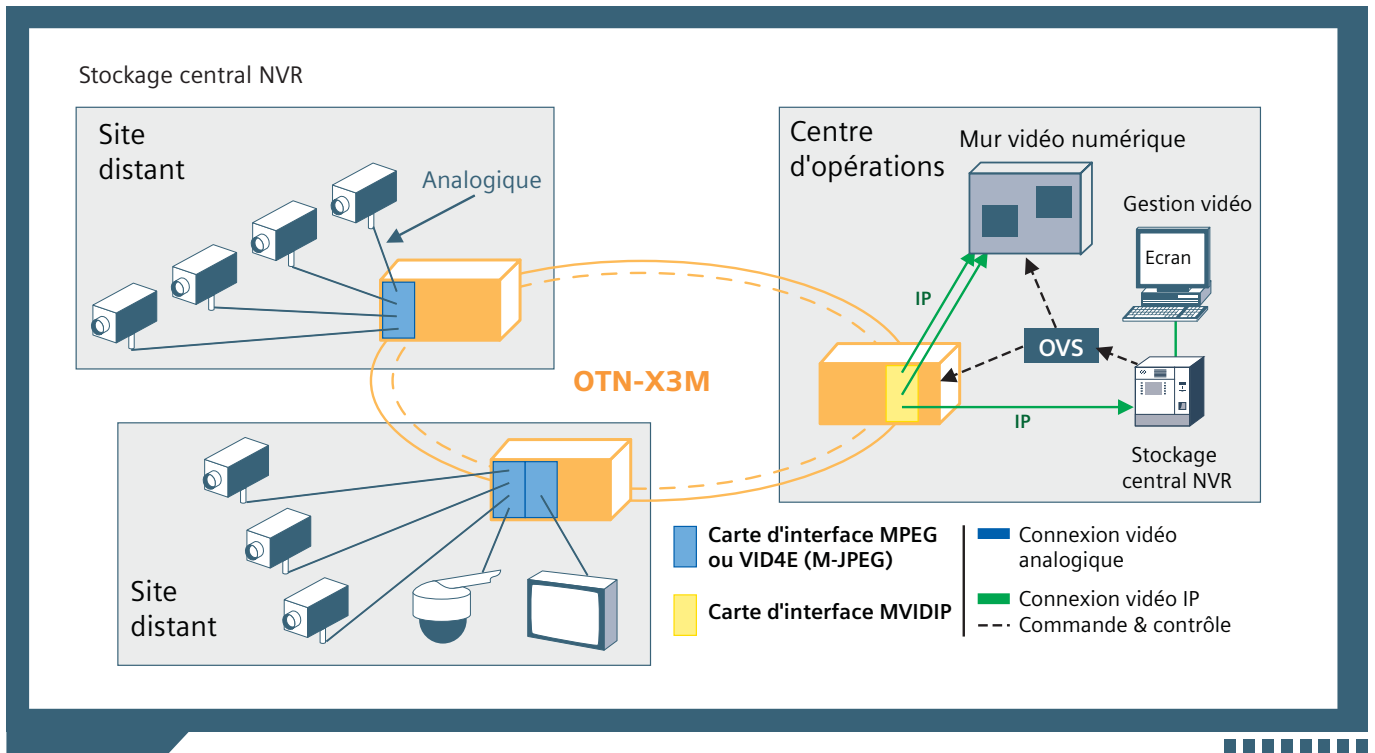 Stockage central NVR
Site
distant
Analogique
Centre
d'opérations
Mur vidéo numérique
Gestion vidéo
Ecran
IP
OVS
OTN-X3M
IP
Stockage
central NVR
Site
distant
Carte d'interface MPEG
ou VID4E (M-JPEG)
Carte d'interface MVIDIP
Connexion vidéo
analogique
Connexion vidéo IP
Commande & contrôle